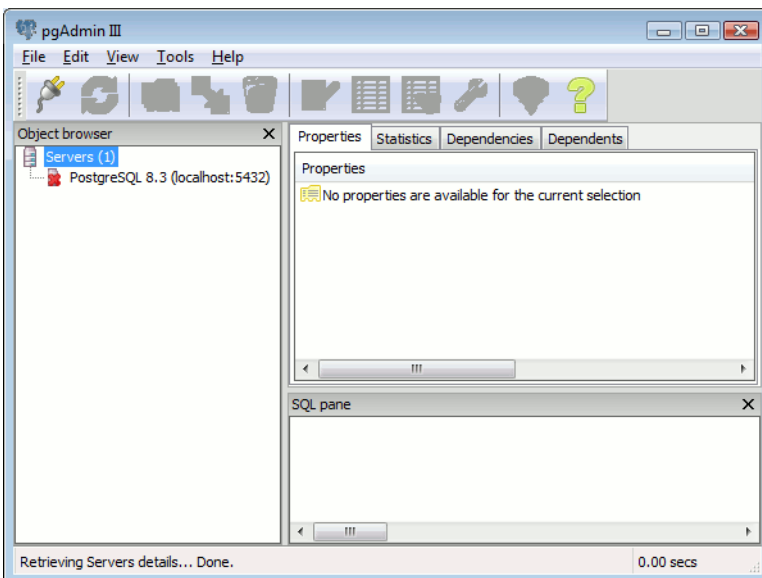 pgAdmin III
File Edit View Tools Help
Object browser
Servers (1)
PostgreSQL 8.3 (localhost:5432)
Properties Statistics Dependencies Dependents
Properties
No properties are available for the current selection
SQL pane
Retrieving Servers details... Done. 0.00 secs